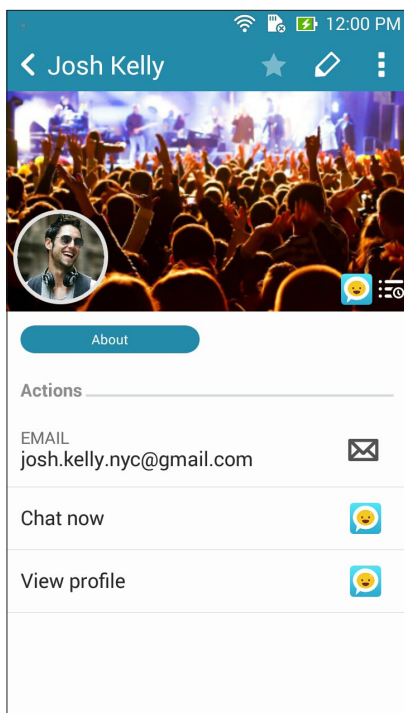 12:00 PM
Josh Kelly
About
Actions
EMAIL
josh.kelly.nyc@gmail.com
Chat now
View profile